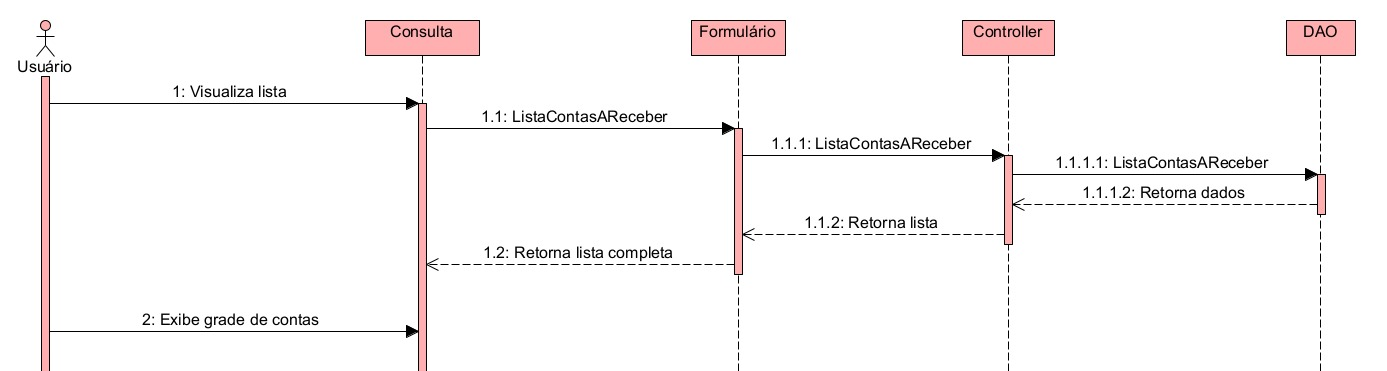 Usuário
Consulta
Formulário
Controller
DAO
1: Visualiza lista
1.1: ListaContasAReceber
1.1.1: ListaContasAReceber
1.1.1.1: ListaContasAReceber
1.1.1.2: Retorna dados
1.1.2: Retorna lista
1.2: Retorna lista completa
2: Exibe grade de contas